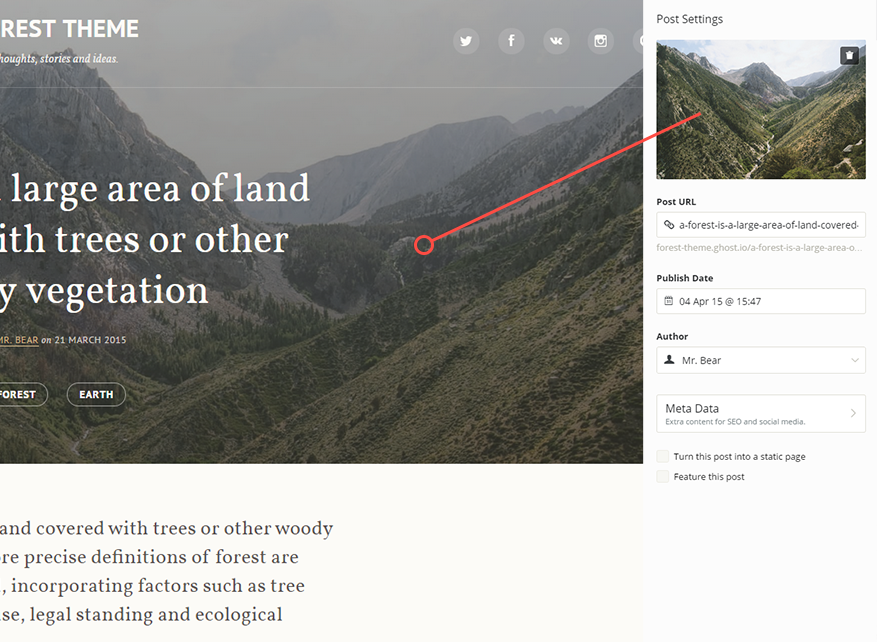 REST THEME
houghts, stories and ideas.
large area of land
ith trees or other
y vegetation
MR. BEAR on 21 MARCH 2015
FOREST
EARTH
and covered with trees or other woody
re precise definitions of forest are
, incorporating factors such as tree
se, legal standing and ecological
Post Settings
Post URL
a-forest-is-a-large-area-of-land-covered-
forest-theme.ghost.io/a-forest-is-a-large-area-o...
Publish Date
04 Apr 15 @ 15:47
Author
Mr. Bear
Meta Data
Extra content for SEO and social media.
Turn this post into a static page
Feature this post